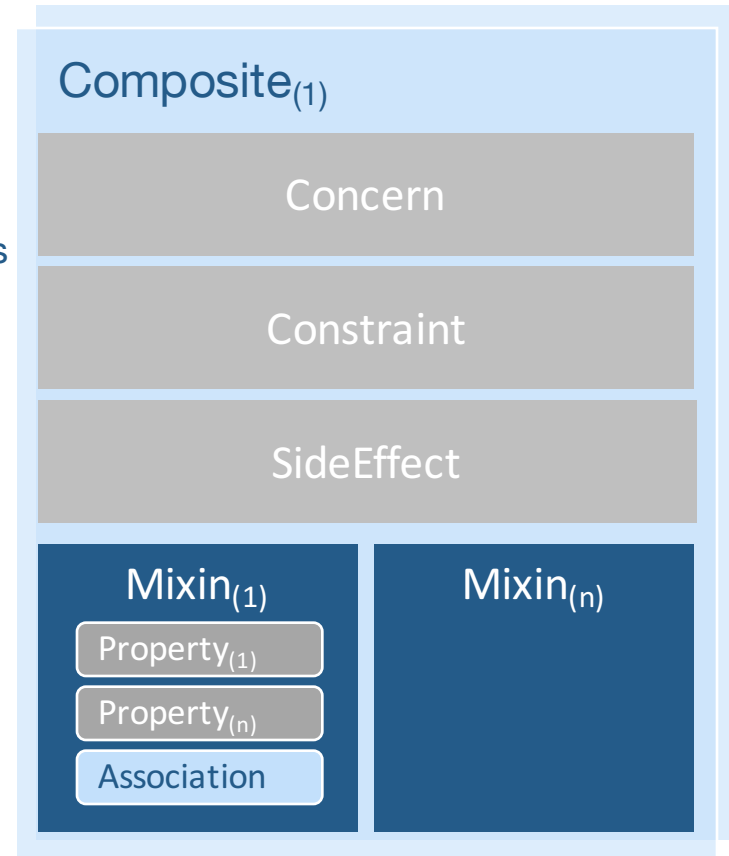 Composite(1)
s
Concern
Constraint
SideEffect
Mixin(1)
Mixin(n)
Property(1)
Property(n)
Association